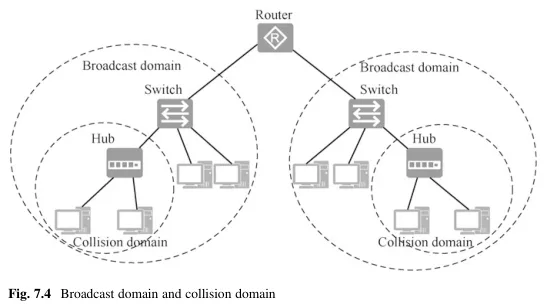 Router
R
Broadcast domain
Broadcast domain
Switch
Switch
Hub
Hub
Collision domain
Collision domain
Fig. 7.4 Broadcast domain and collision domain